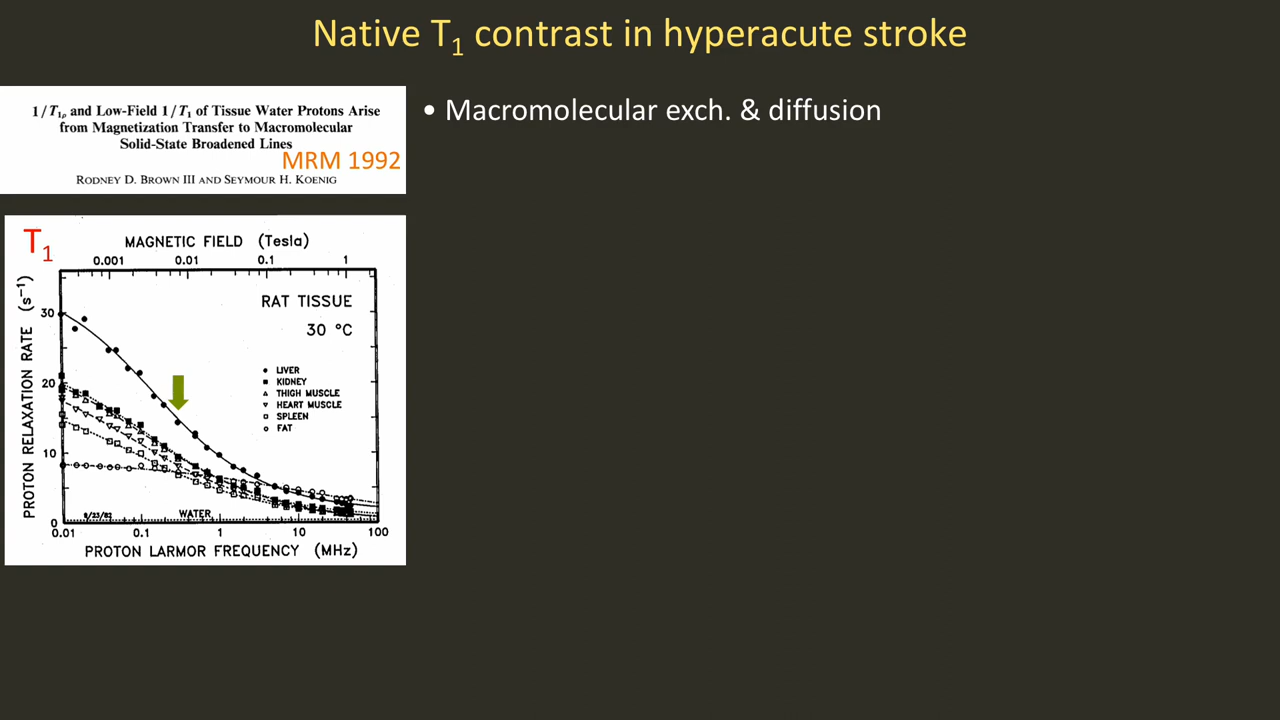 Native T₁ contrast in hyperacute stroke
1/T₁ᵨ and Low-Field 1/T₁ of Tissue Water Protons Arise
from Magnetization Transfer to Macromolecular
Solid-State Broadened Lines
MRM 1992
RODNEY D. BROWN III AND SEYMOUR H. KOENIG
• Macromolecular exch. & diffusion
T₁
MAGNETIC FIELD (Tesla)
0.001 0.01 0.1 1
RAT TISSUE
30 °C
PROTON RELAXATION RATE (s⁻¹)
30
20
10
0
LIVER
KIDNEY
THIGH MUSCLE
HEART MUSCLE
SPLEEN
FAT
8/23/82
WATER
0.01 0.1 1 10 100
PROTON LARMOR FREQUENCY (MHz)